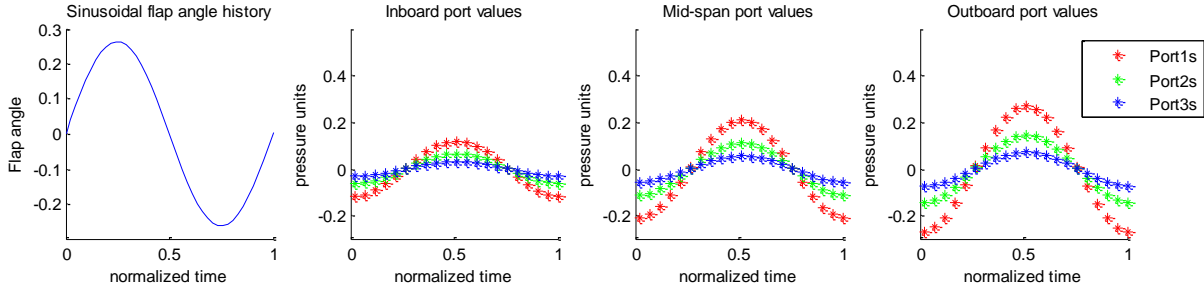 Sinusoidal flap angle history
0.3
0.2
0.1
0
-0.1
-0.2
Flap angle
0
0.5
1
normalized time
Inboard port values
0.4
0.2
0
-0.2
pressure units
0
0.5
1
normalized time
Mid-span port values
0.4
0.2
0
-0.2
pressure units
0
0.5
1
normalized time
Outboard port values
0.4
0.2
0
-0.2
pressure units
0
0.5
1
normalized time
Port1s
Port2s
Port3s